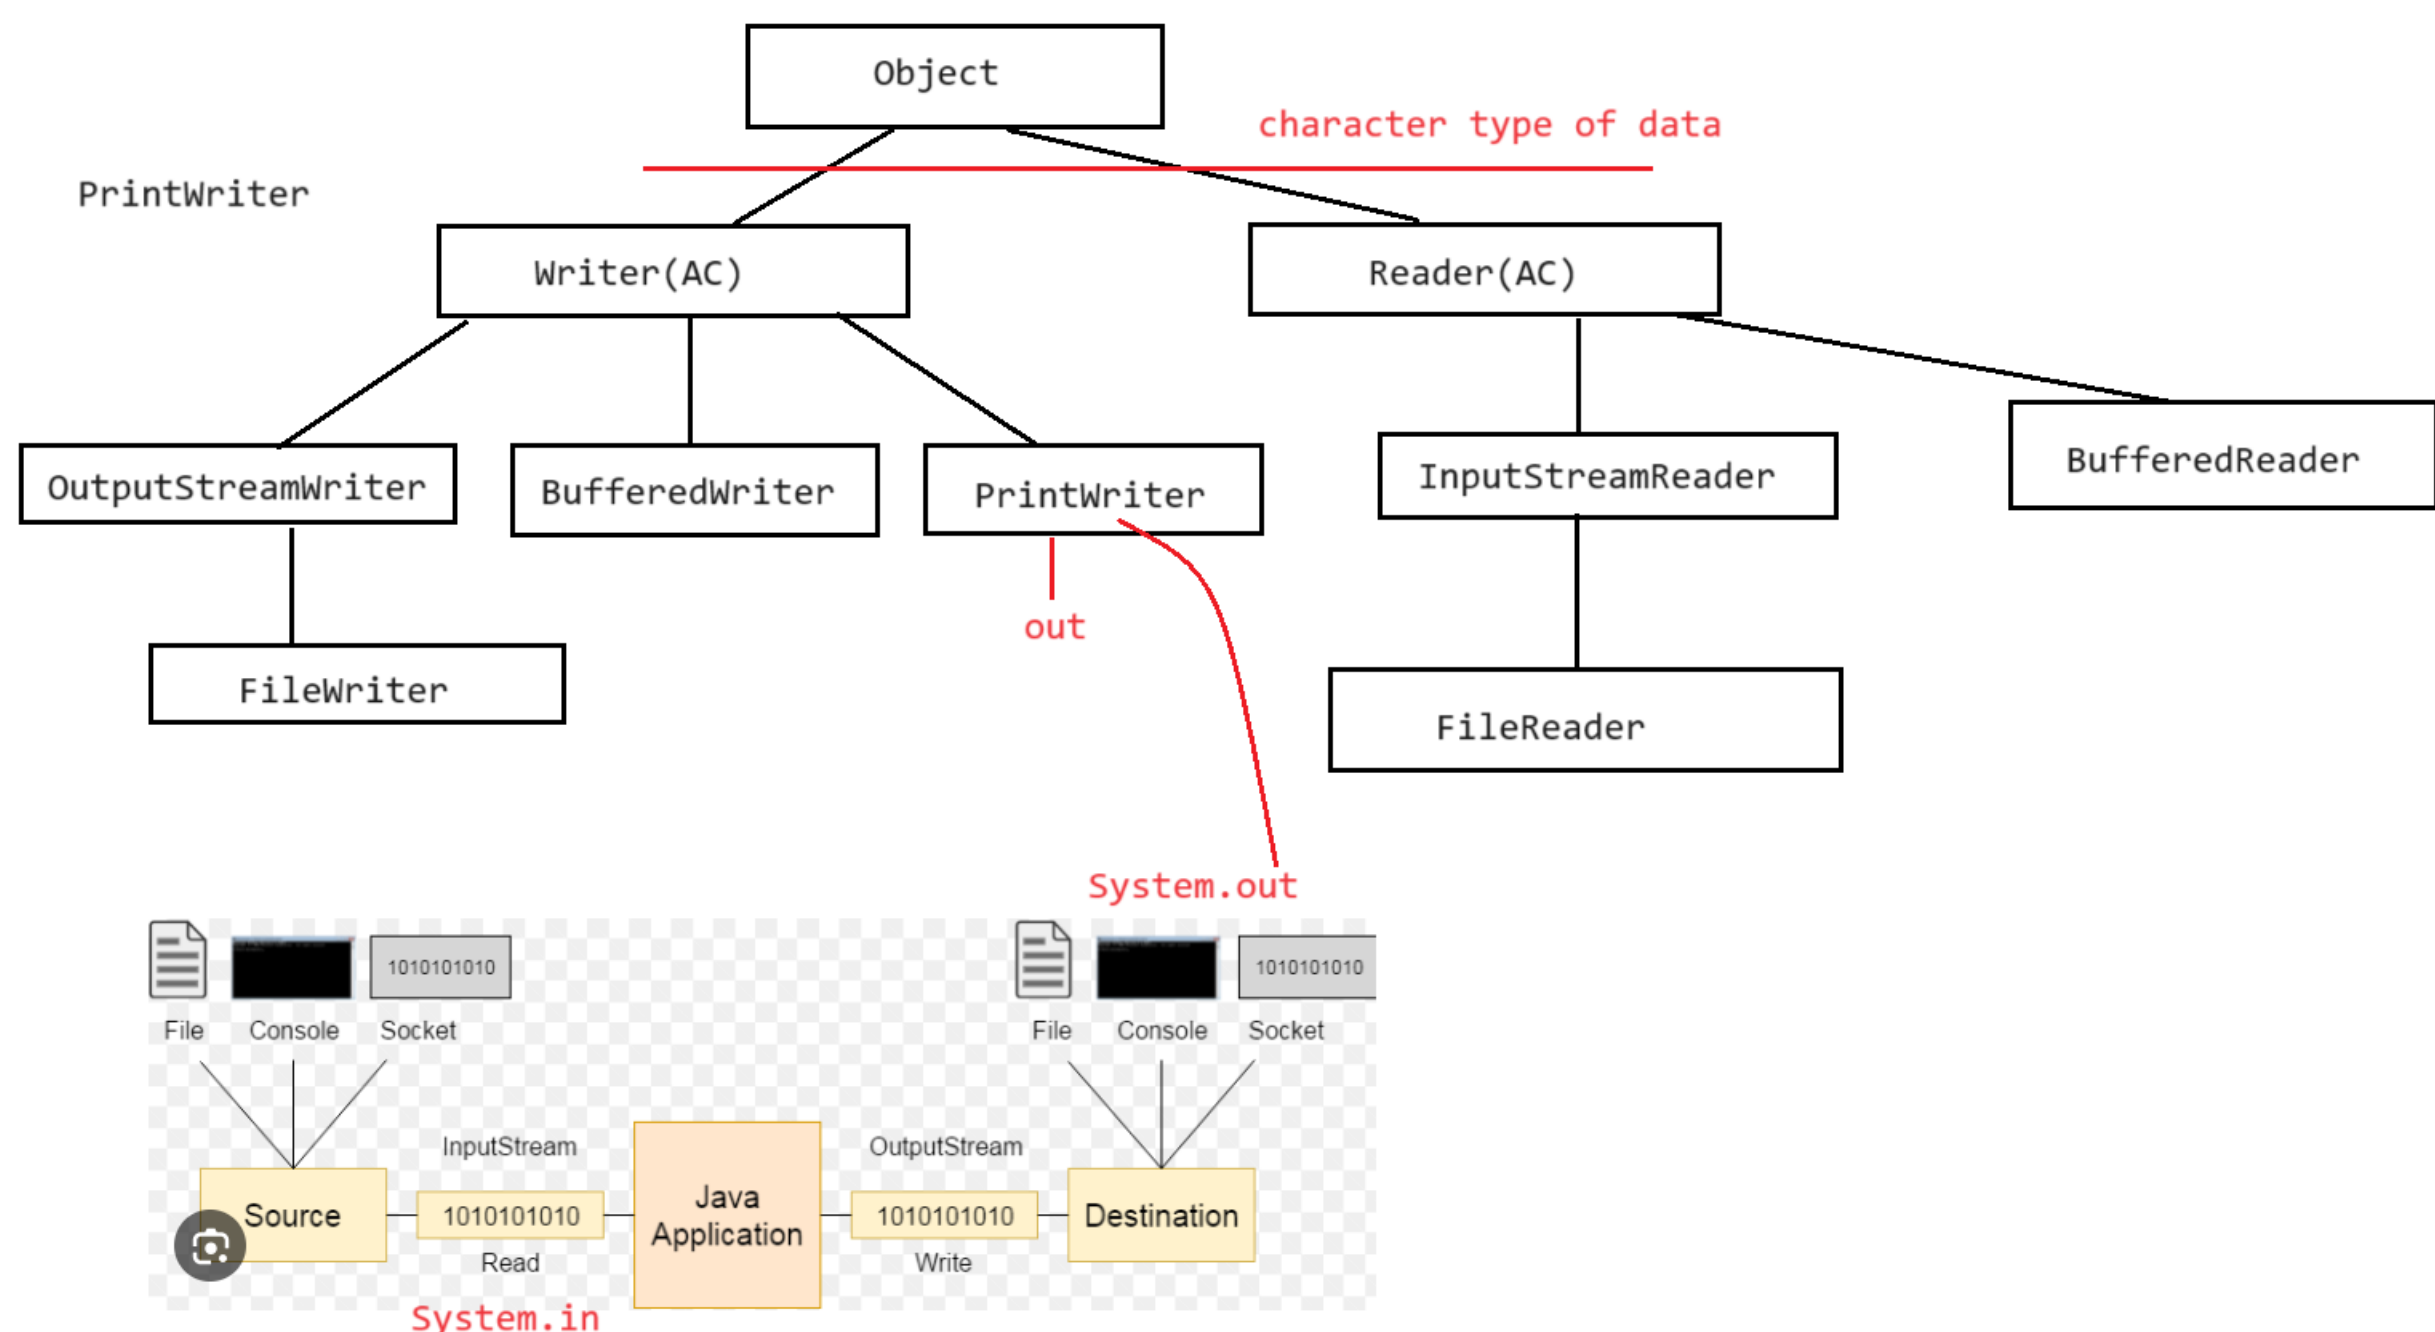 Object
character type of data
PrintWriter
Writer(AC)
Reader(AC)
OutputStreamWriter
BufferedWriter
PrintWriter
InputStreamReader
BufferedReader
out
FileWriter
FileReader
System.out
1010101010
1010101010
File
Console
Socket
File
Console
Socket
InputStream
OutputStream
Source
1010101010
Java
Application
1010101010
Destination
Read
Write
System.in